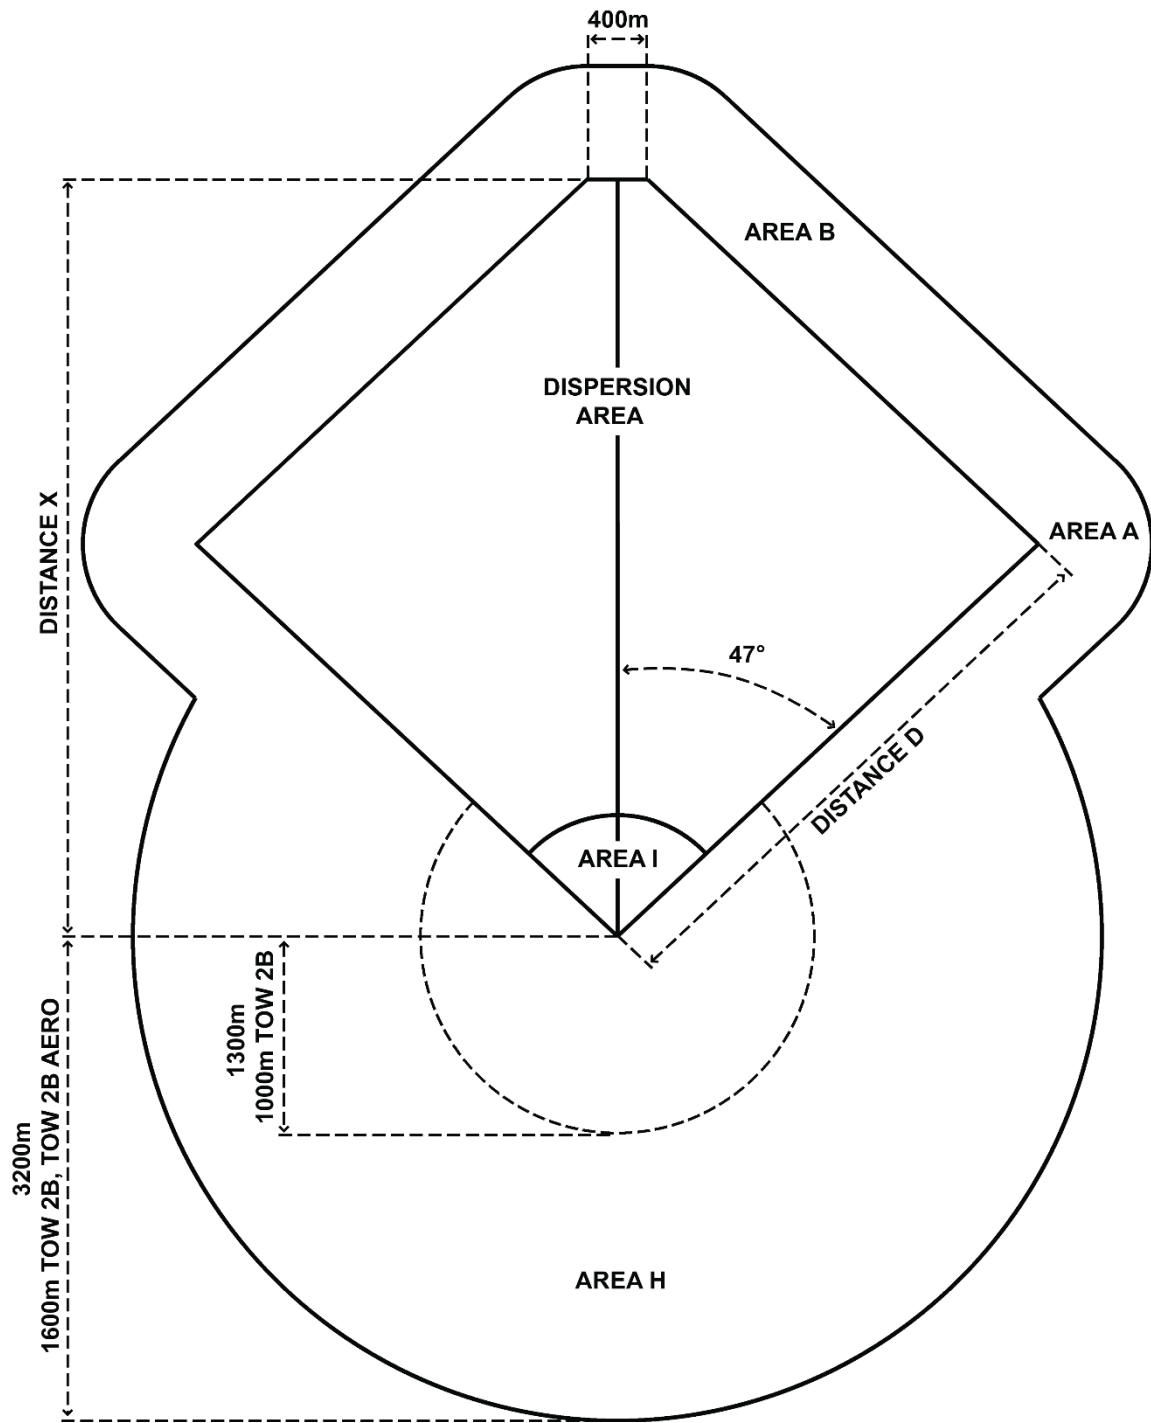 400m
AREA B
DISPERSION
AREA
AREA A
DISTANCE X
47°
DISTANCE D
AREA I
1300m
1000m TOW 2B
3200m
1600m TOW 2B, TOW 2B AERO
AREA H